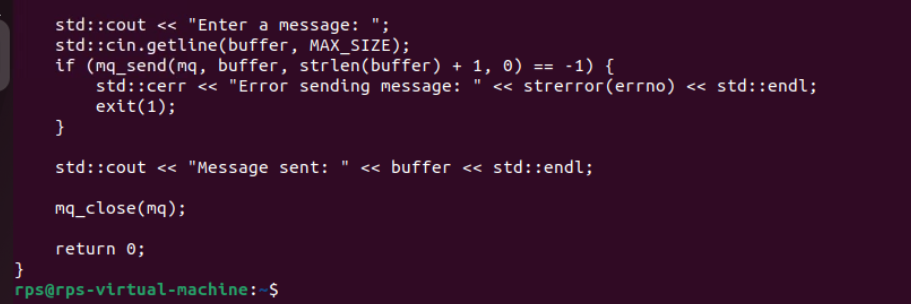 std::cout << "Enter a message: ";
std::cin.getline(buffer, MAX_SIZE);
if (mq_send(mq, buffer, strlen(buffer) + 1, 0) == -1) {
std::cerr << "Error sending message: " << strerror(errno) << std::endl;
exit(1);
}
std::cout << "Message sent: " << buffer << std::endl;
mq_close(mq);
return 0;
}
rps@rps-virtual-machine:~$